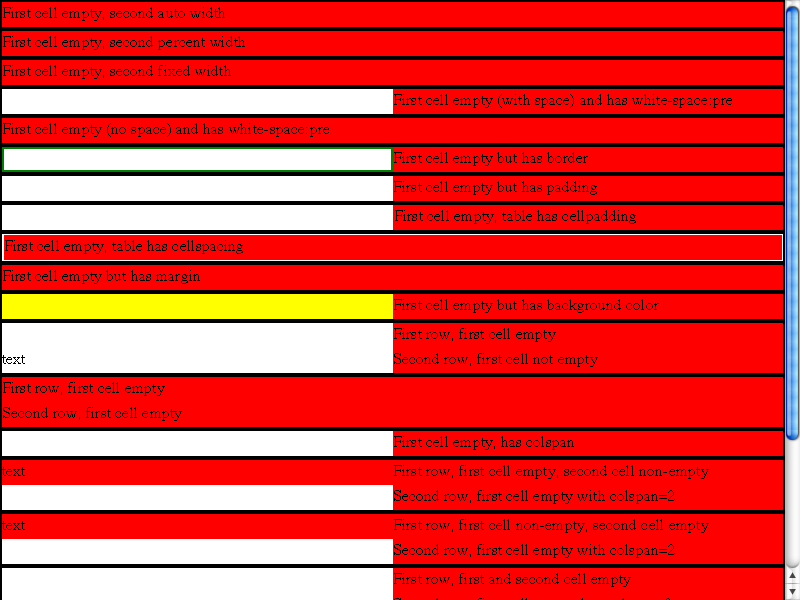 First cell empty, second auto width
First cell empty, second percent width
First cell empty, second fixed width
First cell empty (with space) and has white-space:pre
First cell empty (no space) and has white-space:pre
First cell empty but has border
First cell empty but has padding
First cell empty, table has cellpadding
First cell empty, table has cellspacing
First cell empty but has margin
First cell empty but has background color
First row, first cell empty
text Second row, first cell not empty
First row, first cell empty
Second row, first cell empty
First cell empty, has colspan
text First row, first cell empty, second cell non-empty
Second row, first cell empty with colspan=2
text First row, first cell non-empty, second cell empty
Second row, first cell empty with colspan=2
First row, first and second cell empty